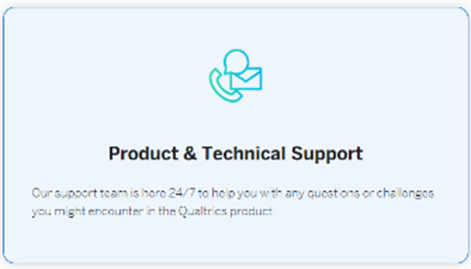 Product & Technical Support
Our support team is here 24/7 to help you with any questions or challenges
you might encounter in the Qualtrics product.